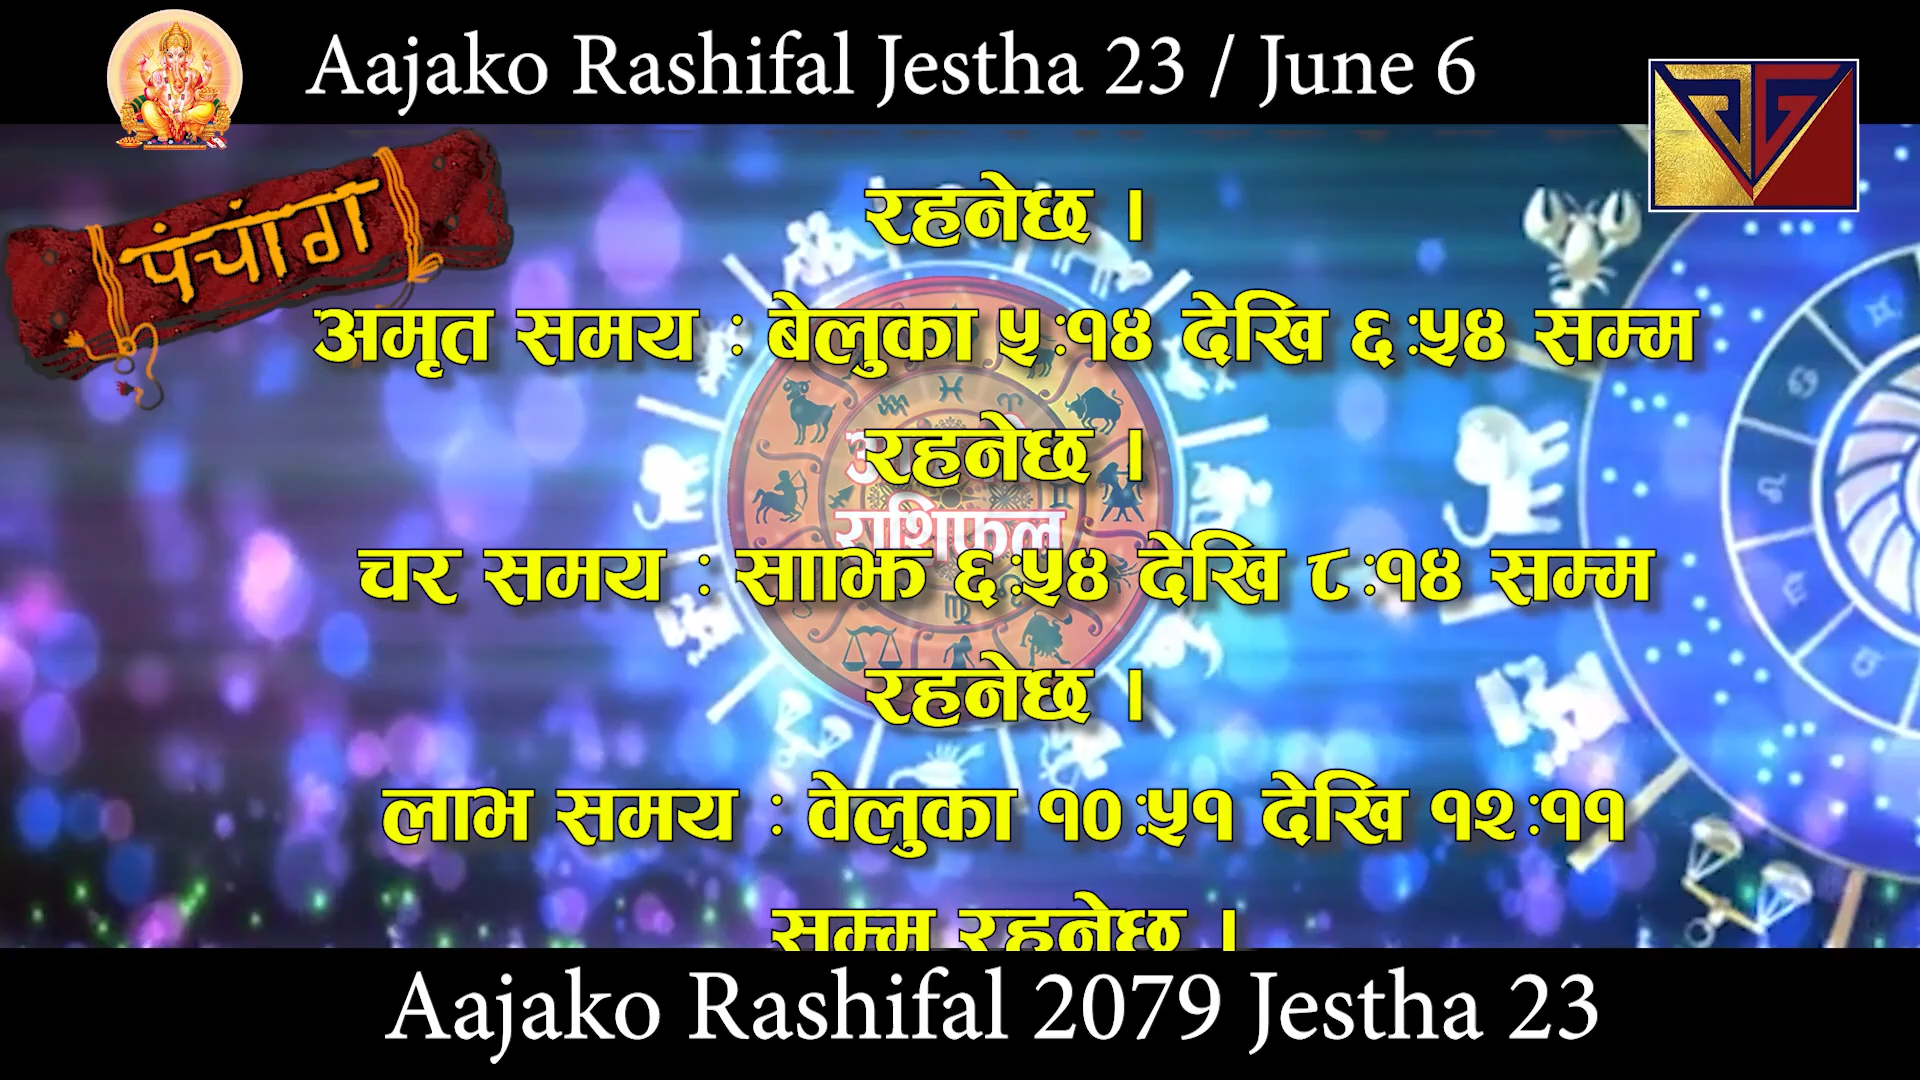 Aajako Rashifal Jestha 23 / June 6
पंचांग
रहनेछ ।
अमृत समय : बेलुका ५:१४ देखि ६:५४ सम्म
रहनेछ ।
राशिफल
चर समय : सााझ ६:५४ देखि ८:१४ सम्म
रहनेछ ।
लाभ समय : वेलुका १०:५१ देखि १२:११
सम्म रहनेछ ।
Aajako Rashifal 2079 Jestha 23